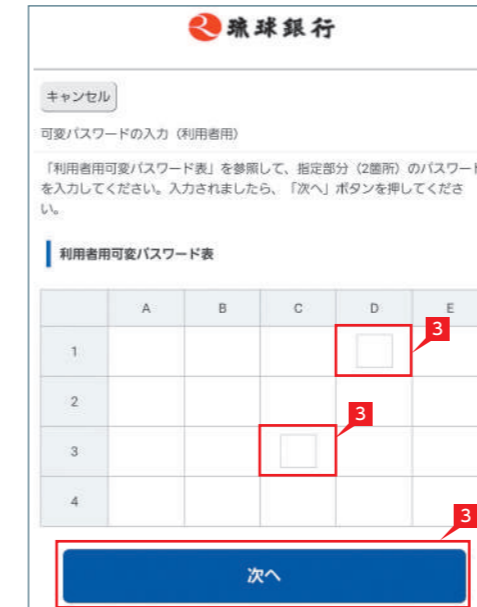 琉球銀行
キャンセル
可変パスワードの入力（利用者用）
「利用者用可変パスワード表」を参照して、指定部分（2箇所）のパスワード
を入力してください。入力されましたら、「次へ」ボタンを押してくださ
い。
利用者用可変パスワード表
A B C D E
3
1
2
3
3
4
3
次へ